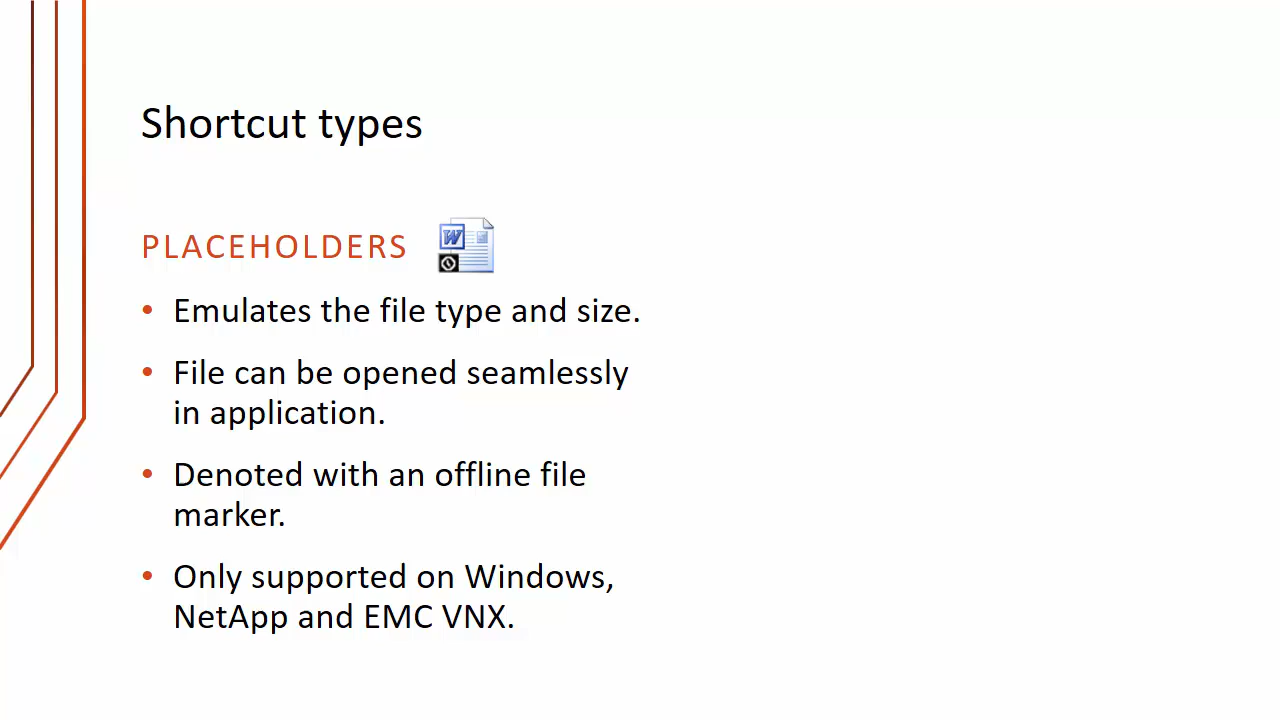 Shortcut types
PLACEHOLDERS
W
• Emulates the file type and size.
• File can be opened seamlessly
in application.
• Denoted with an offline file
marker.
• Only supported on Windows,
NetApp and EMC VNX.